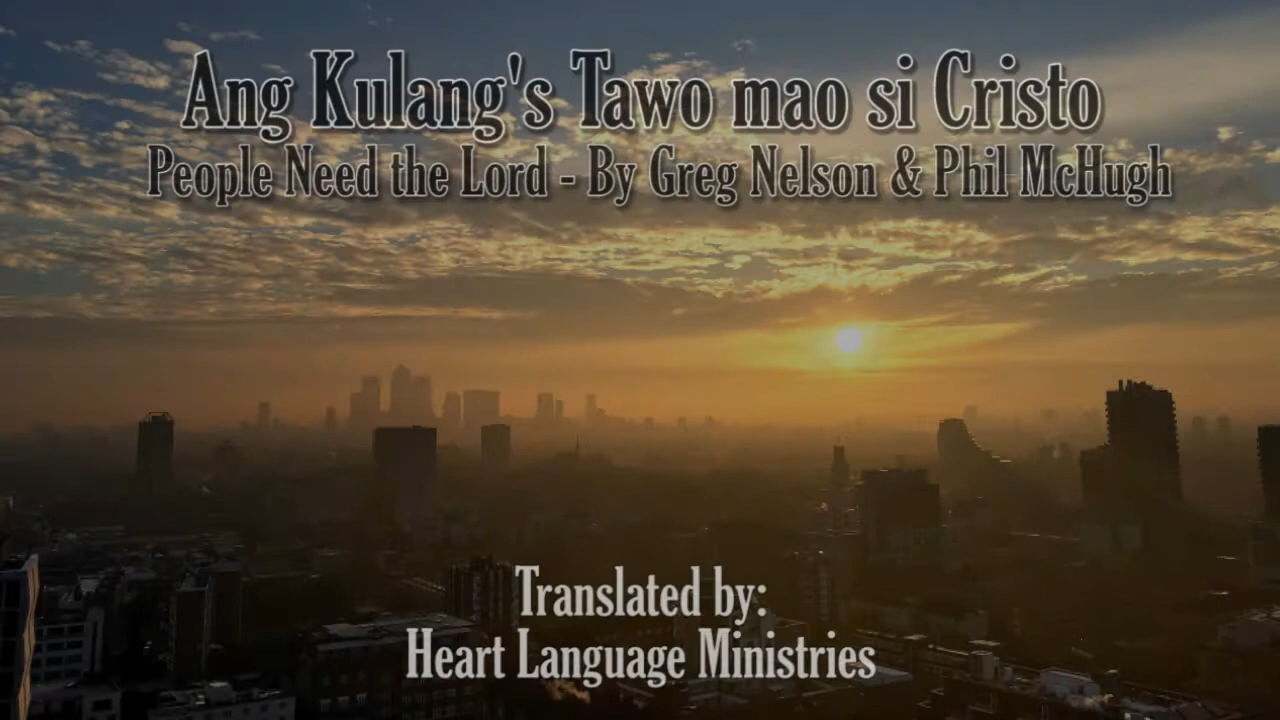 Ang Kulang's Tawo mao si Cristo
People Need the Lord - By Greg Nelson & Phil McHugh
Translated by:
Heart Language Ministries